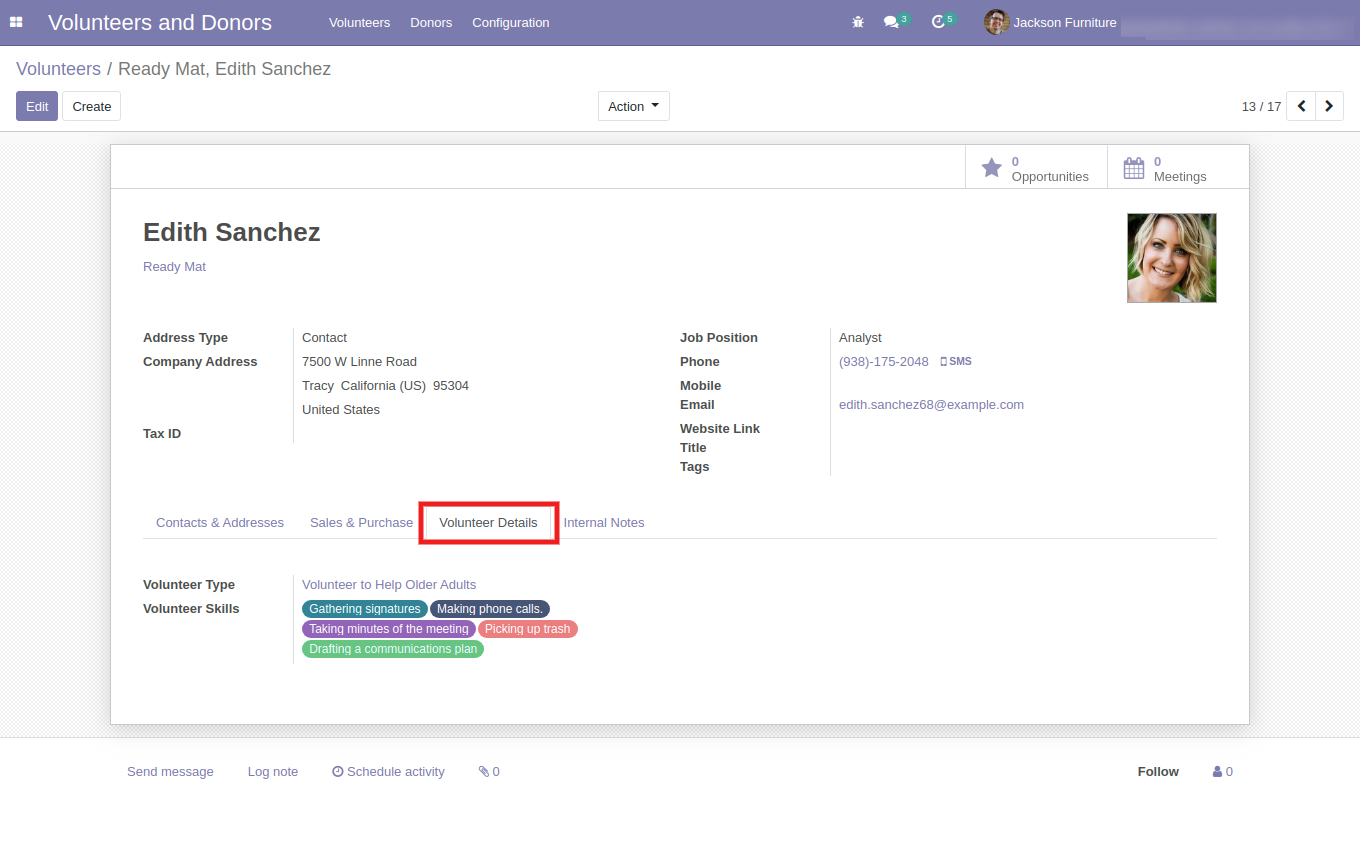 Volunteers and Donors Volunteers Donors Configuration 3 5 Jackson Furniture
Volunteers / Ready Mat, Edith Sanchez
Edit Create Action 13 / 17
0
Opportunities
0
Meetings
Edith Sanchez
Ready Mat
Address Type Contact
Company Address 7500 W Linne Road
Tracy California (US) 95304
United States
Tax ID
Job Position Analyst
Phone (938)-175-2048 SMS
Mobile
Email edith.sanchez68@example.com
Website Link
Title
Tags
Contacts & Addresses Sales & Purchase Volunteer Details Internal Notes
Volunteer Type Volunteer to Help Older Adults
Volunteer Skills Gathering signatures Making phone calls.
Taking minutes of the meeting Picking up trash
Drafting a communications plan
Send message Log note Schedule activity 0 Follow 0